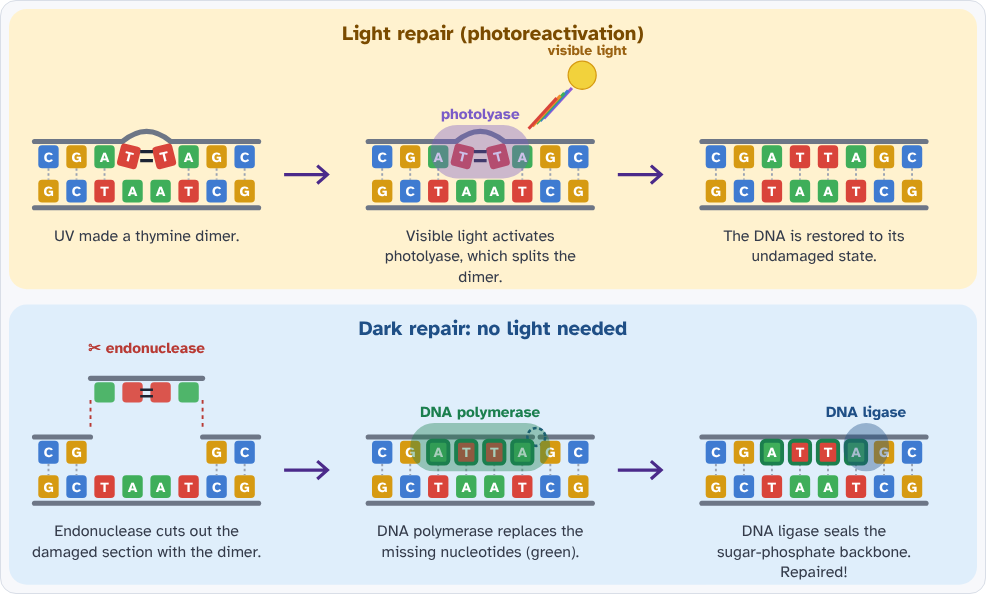 Light repair (photoreactivation)
visible light
photolyase
C G A T T A G C
G C T A A T C G
C G A T T A G C
G C T A A T C G
C G A T T A G C
G C T A A T C G
UV made a thymine dimer.
Visible light activates
photolyase, which splits the
dimer.
The DNA is restored to its
undamaged state.
Dark repair: no light needed
✂ endonuclease
DNA polymerase
DNA ligase
C G G C
G C T A A T C G
C G A T T A G C
G C T A A T C G
C G A T T A G C
G C T A A T C G
Endonuclease cuts out the
damaged section with the dimer.
DNA polymerase replaces the
missing nucleotides (green).
DNA ligase seals the
sugar-phosphate backbone.
Repaired!